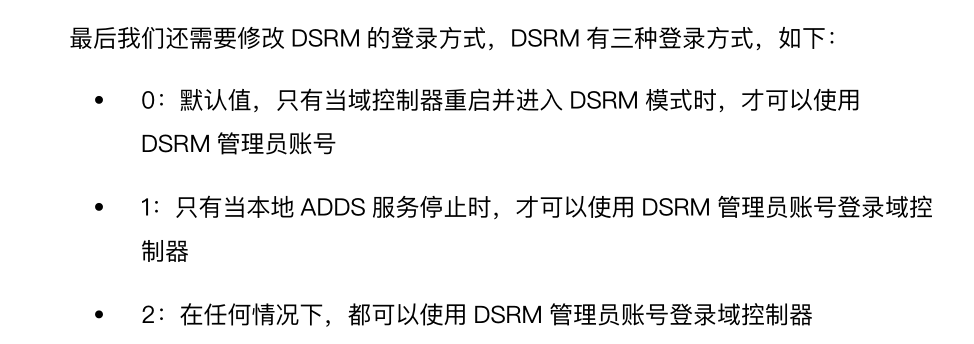 最后我们还需要修改 DSRM 的登录方式，DSRM 有三种登录方式，如下：
• 0：默认值，只有当域控制器重启并进入 DSRM 模式时，才可以使用
DSRM 管理员账号
• 1：只有当本地 ADDS 服务停止时，才可以使用 DSRM 管理员账号登录域控
制器
• 2：在任何情况下，都可以使用 DSRM 管理员账号登录域控制器